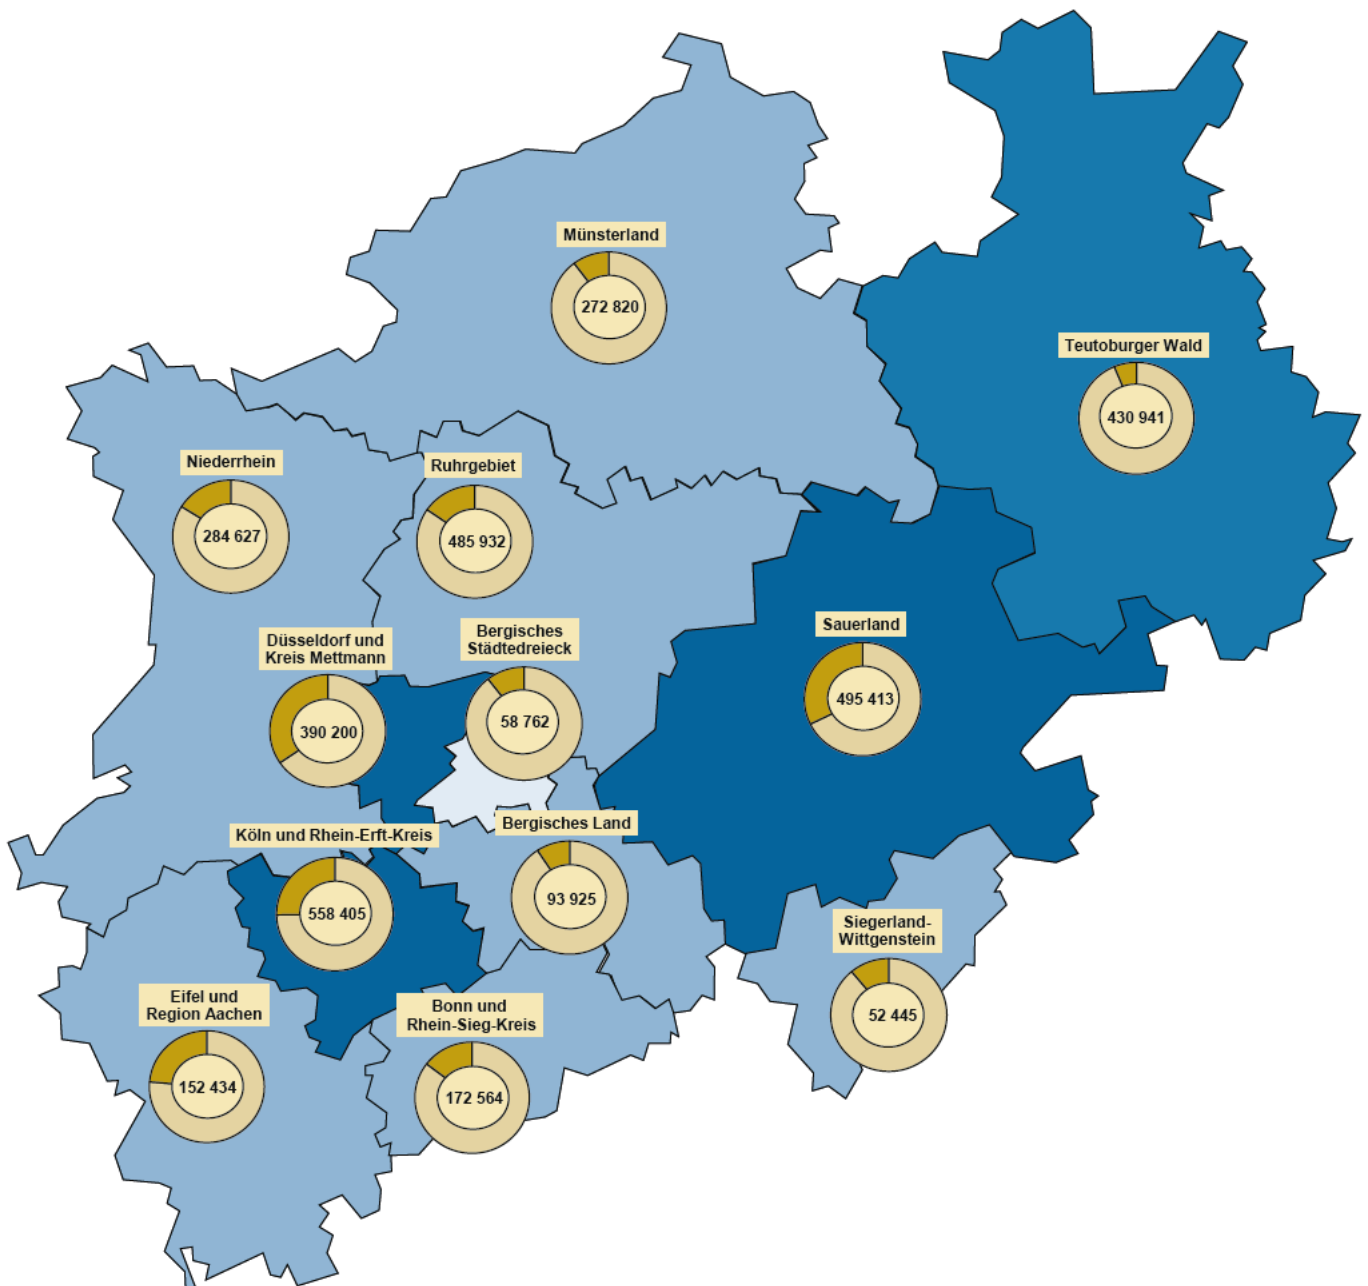 Münsterland
272 820
Teutoburger Wald
430 941
Niederrhein
284 627
Ruhrgebiet
485 932
Düsseldorf und
Kreis Mettmann
390 200
Bergisches
Städtedreieck
58 762
Sauerland
495 413
Köln und Rhein-Erft-Kreis
558 405
Bergisches Land
93 925
Siegerland-
Wittgenstein
52 445
Eifel und
Region Aachen
152 434
Bonn und
Rhein-Sieg-Kreis
172 564